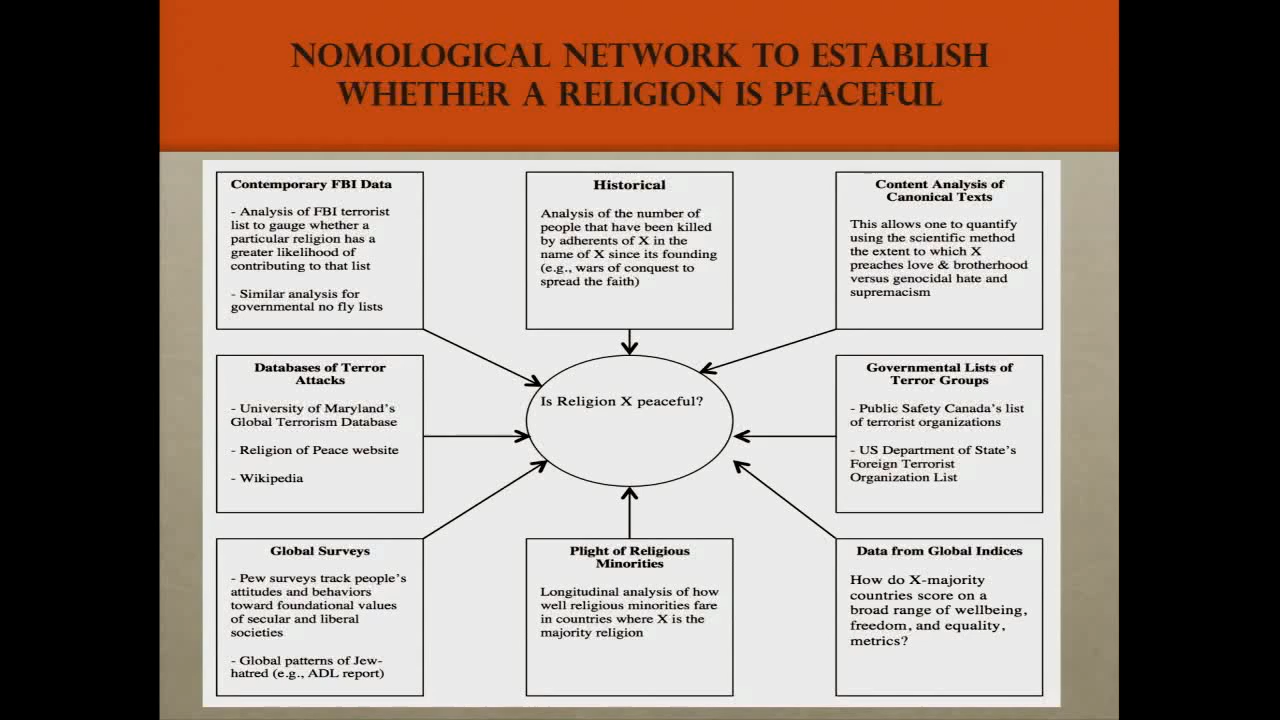 NOMOLOGICAL NETWORK TO ESTABLISH
WHETHER A RELIGION IS PEACEFUL
Contemporary FBI Data
- Analysis of FBI terrorist
list to gauge whether a
particular religion has a
greater likelihood of
contributing to that list
- Similar analysis for
governmental no fly lists
Historical
Analysis of the number of
people that have been killed
by adherents of X in the
name of X since its founding
(e.g., wars of conquest to
spread the faith)
Content Analysis of
Canonical Texts
This allows one to quantify
using the scientific method
the extent to which X
preaches love & brotherhood
versus genocidal hate and
supremacism
Databases of Terror
Attacks
- University of Maryland's
Global Terrorism Database
- Religion of Peace website
- Wikipedia
Is Religion X peaceful?
Governmental Lists of
Terror Groups
- Public Safety Canada's list
of terrorist organizations
- US Department of State's
Foreign Terrorist
Organization List
Global Surveys
- Pew surveys track people's
attitudes and behaviors
toward foundational values
of secular and liberal
societies
- Global patterns of Jew-
hatred (e.g., ADL report)
Plight of Religious
Minorities
Longitudinal analysis of how
well religious minorities fare
in countries where X is the
majority religion
Data from Global Indices
How do X-majority
countries score on a
broad range of wellbeing,
freedom, and equality,
metrics?